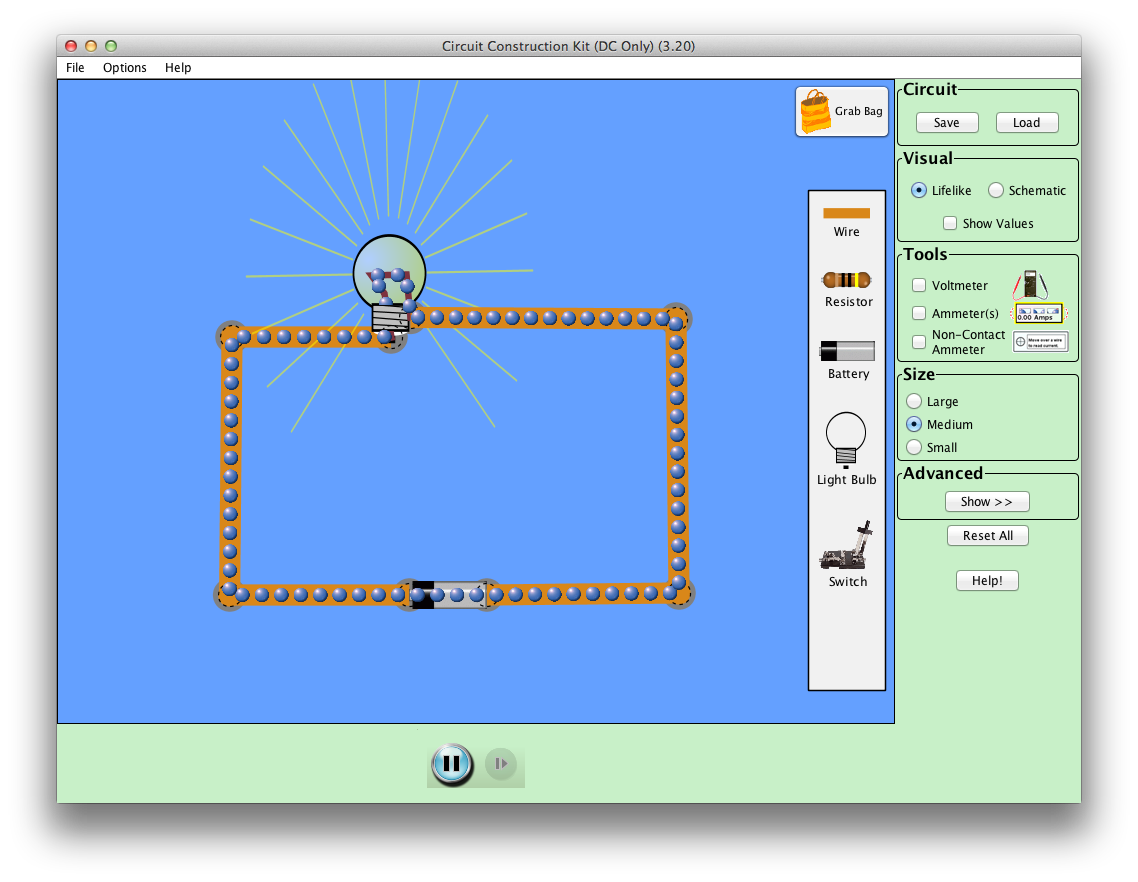 Circuit Construction Kit (DC Only) (3.20)
File Options Help
Grab Bag
Wire
Resistor
Battery
Light Bulb
Switch
Circuit
Save Load
Visual
Lifelike Schematic
Show Values
Tools
Voltmeter
Ammeter(s)
0.00 Amps
Non-Contact
Ammeter
Move over a wire
to read current.
Size
Large
Medium
Small
Advanced
Show >>
Reset All
Help!